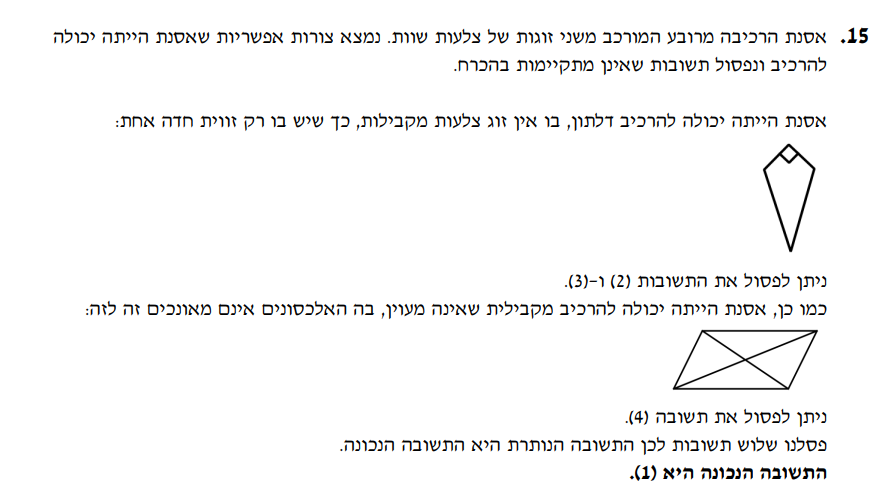 15. אסנת הרכיבה מרובע המורכב משני זוגות של צלעות שוות. נמצא צורות אפשריות שאסנת הייתה יכולה
להרכיב ונפסול תשובות שאינן מתקיימות בהכרח.
אסנת הייתה יכולה להרכיב דלתון, בו אין זוג צלעות מקבילות, כך שיש בו רק זווית חדה אחת:
ניתן לפסול את התשובות (2) ו-(3).
כמו כן, אסנת הייתה יכולה להרכיב מקבילית שאינה מעוין, בה האלכסונים אינם מאונכים זה לזה:
ניתן לפסול את תשובה (4).
פסלנו שלוש תשובות לכן התשובה הנותרת היא התשובה הנכונה.
התשובה הנכונה היא (1).